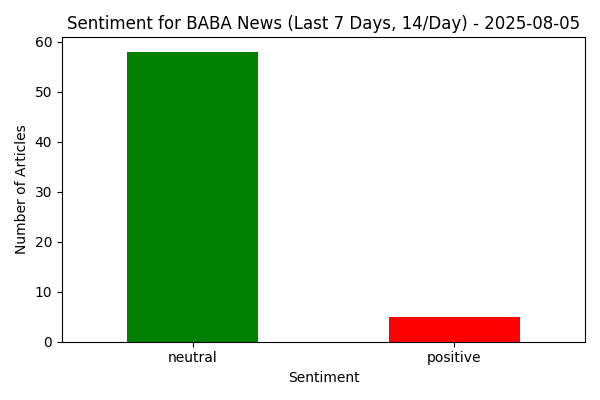 Sentiment for BABA News (Last 7 Days, 14/Day) - 2025-08-05
Number of Articles
60
50
40
30
20
10
0
neutral
positive
Sentiment